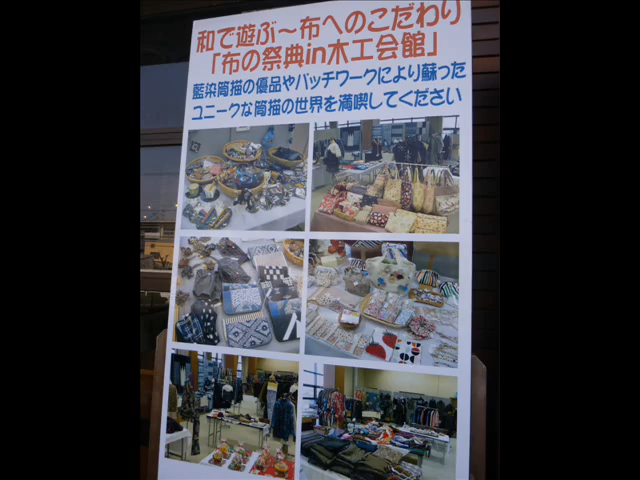 和で遊ぶ～布へのこだわり
「布の祭典in木工会館」
藍染筒描の優品やパッチワークにより蘇った
ユニークな筒描の世界を満喫してください